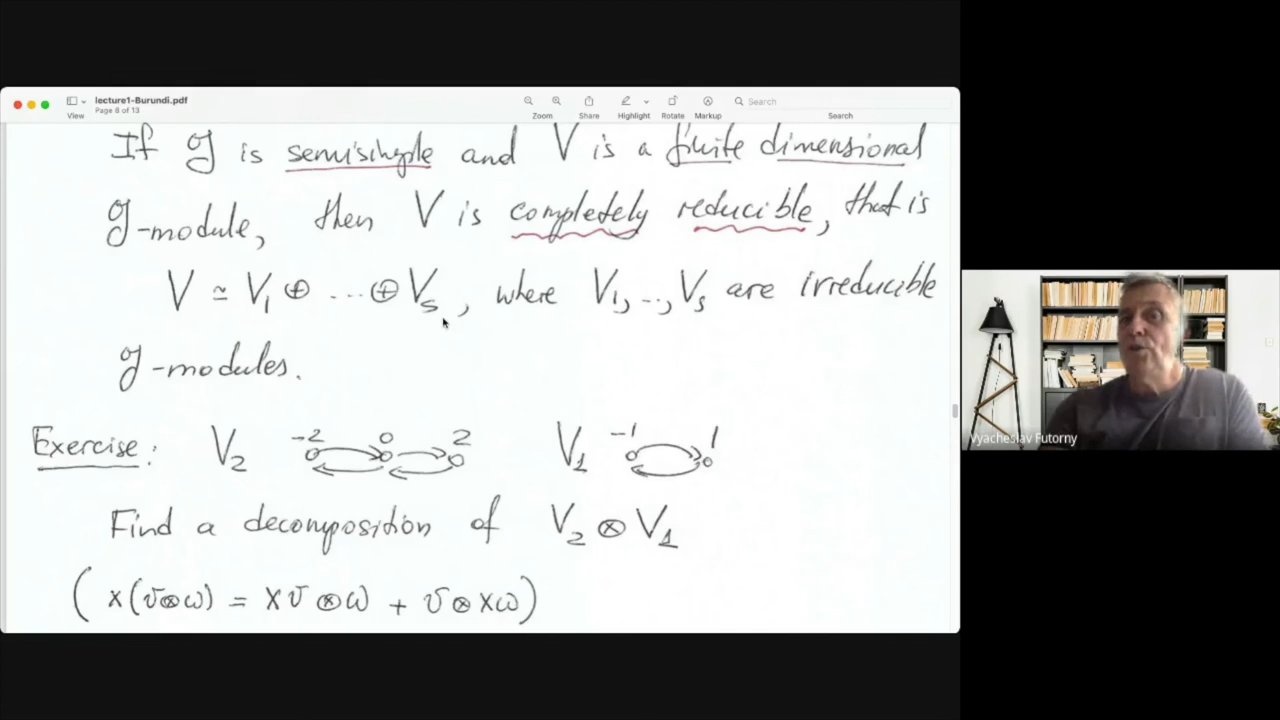 lecture1-Burundi.pdf
Page 8 of 13
View
Zoom
Share
Highlight
Rotate
Markup
Search
Search
If g is semisimple and V is a finite dimensional
g-module, then V is completely reducible, that is
V ≃ V₁ ⊕ ... ⊕ Vₛ, where V₁, .., Vₛ are irreducible
g-modules.
Exercise: V₂ -2 0 2 V₁ -1 1
Find a decomposition of V₂ ⊗ V₁
( x(v⊗w) = xv⊗w + v⊗xw )
Vyacheslav Futorny